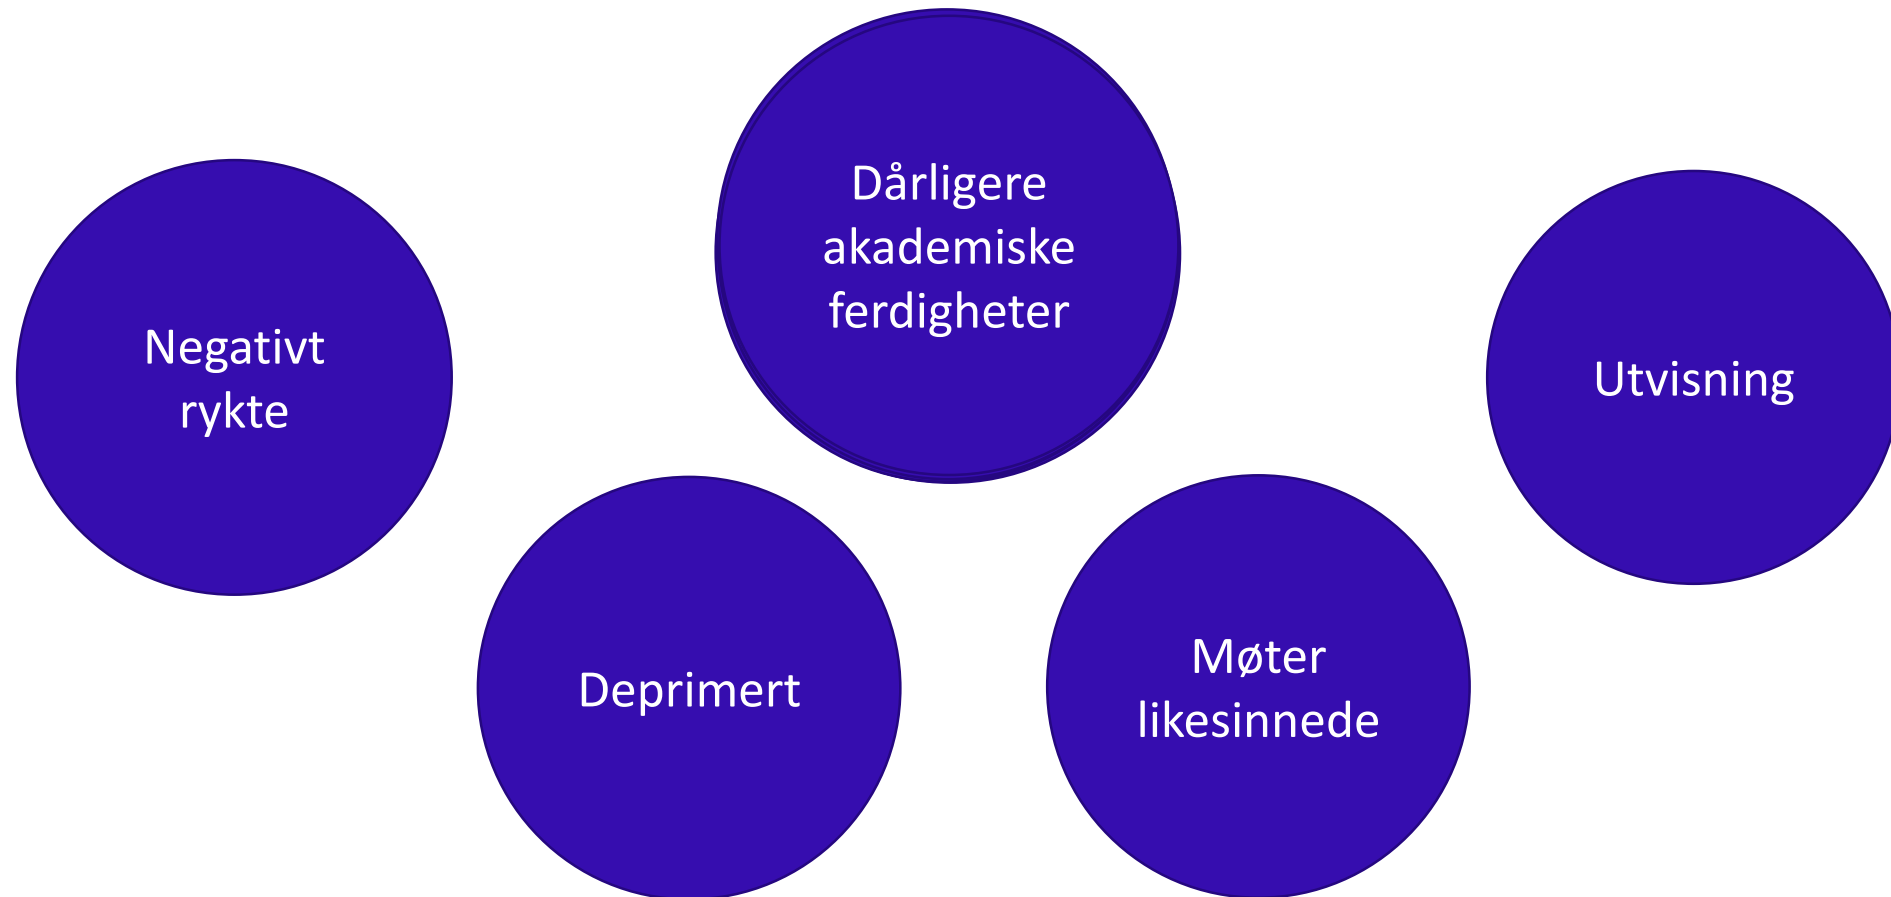 Negativt
rykte
Dårligere
akademiske
ferdigheter
Utvisning
Deprimert
Møter
likesinnede